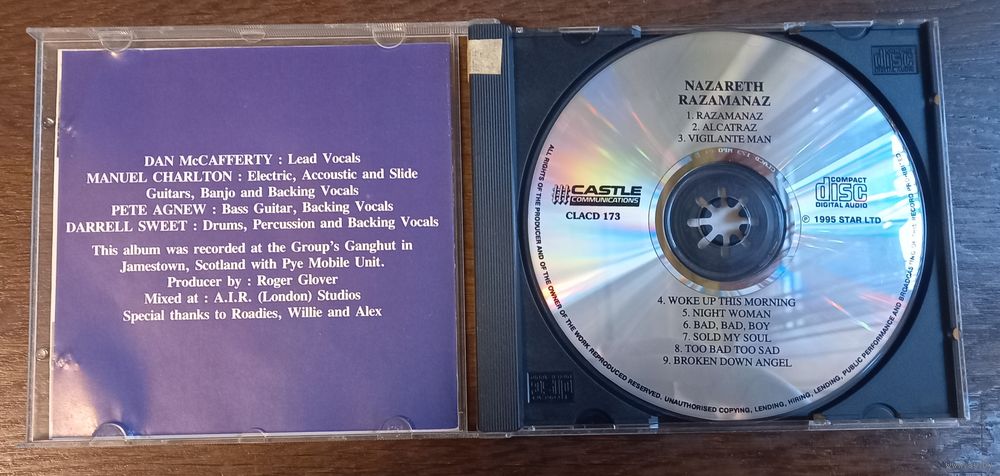 DAN McCAFFERTY : Lead Vocals
MANUEL CHARLTON : Electric, Accoustic and Slide
Guitars, Banjo and Backing Vocals
PETE AGNEW : Bass Guitar, Backing Vocals
DARRELL SWEET : Drums, Percussion and Backing Vocals
This album was recorded at the Group's Ganghut in
Jamestown, Scotland with Pye Mobile Unit.
Producer by : Roger Glover
Mixed at : A.I.R. (London) Studios
Special thanks to Roadies, Willie and Alex
NAZARETH
RAZAMANAZ
1. RAZAMANAZ
2. ALCATRAZ
3. VIGILANTE MAN
CASTLE
COMMUNICATIONS
CLACD 173
COMPACT
disc
DIGITAL AUDIO
℗ 1995 STAR LTD
4. WOKE UP THIS MORNING
5. NIGHT WOMAN
6. BAD, BAD, BOY
7. SOLD MY SOUL
8. TOO BAD TOO SAD
9. BROKEN DOWN ANGEL
ALL RIGHTS OF THE PRODUCER AND OF THE OWNER OF THE WORK REPRODUCED RESERVED. UNAUTHORISED COPYING, LENDING, HIRING, LENDING, PUBLIC PERFORMANCE AND BROADCASTING OF THIS RECORD